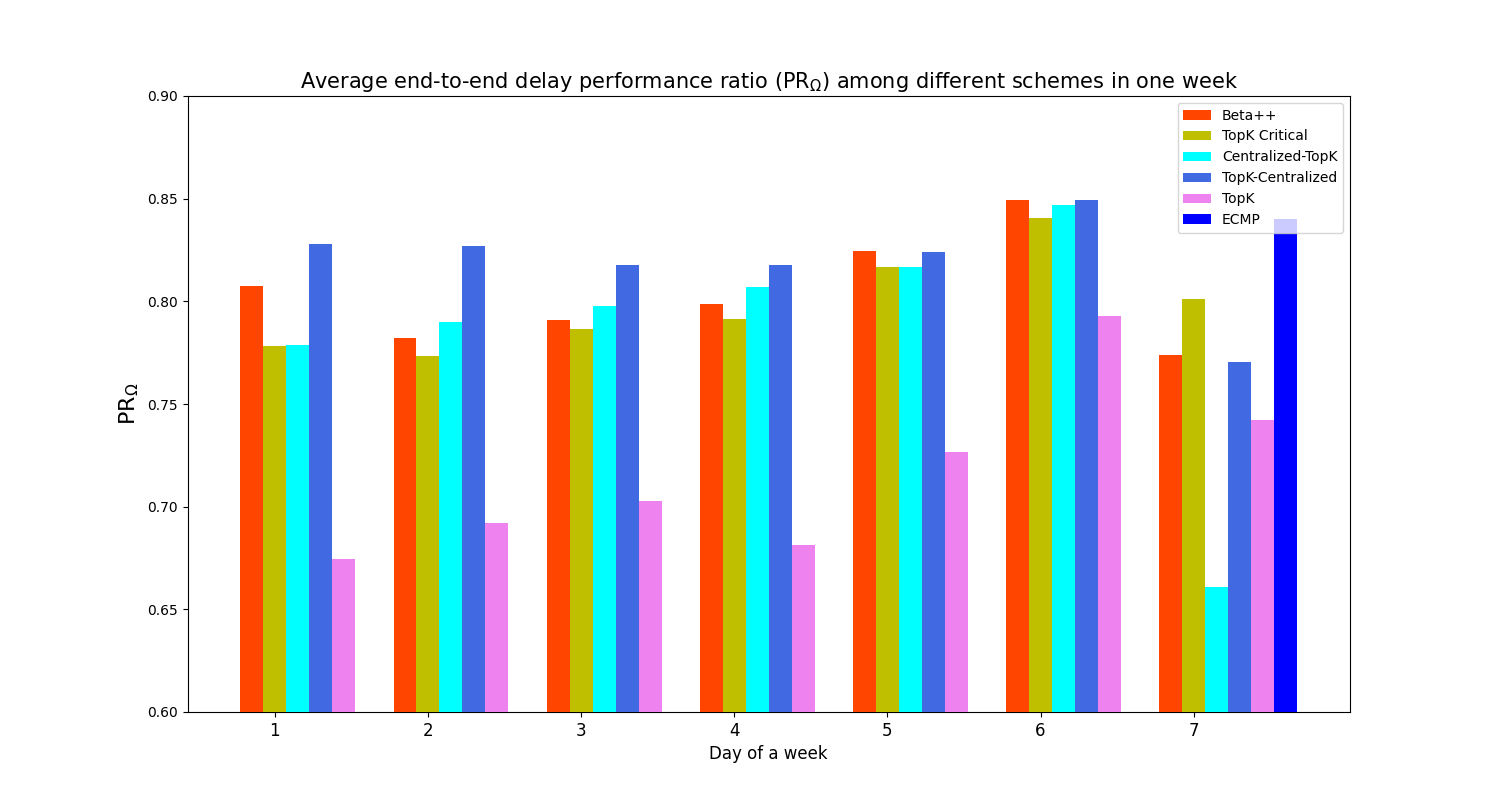 Average end-to-end delay performance ratio (PR_Ω) among different schemes in one week
0.90
0.85
0.80
0.75
0.70
0.65
0.60
PR_Ω
Beta++
TopK Critical
Centralized-TopK
TopK-Centralized
TopK
ECMP
1 2 3 4 5 6 7
Day of a week